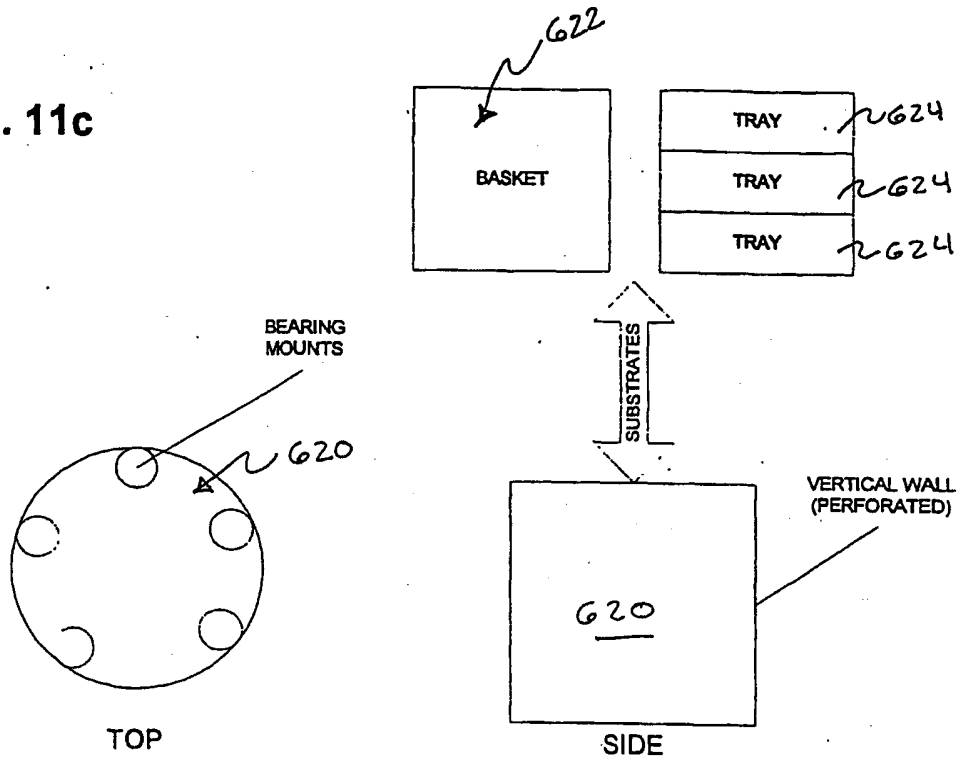 . 11c
622
BASKET
TRAY
624
TRAY
624
TRAY
624
BEARING
MOUNTS
620
SUBSTRATES
VERTICAL WALL
(PERFORATED)
620
TOP
SIDE